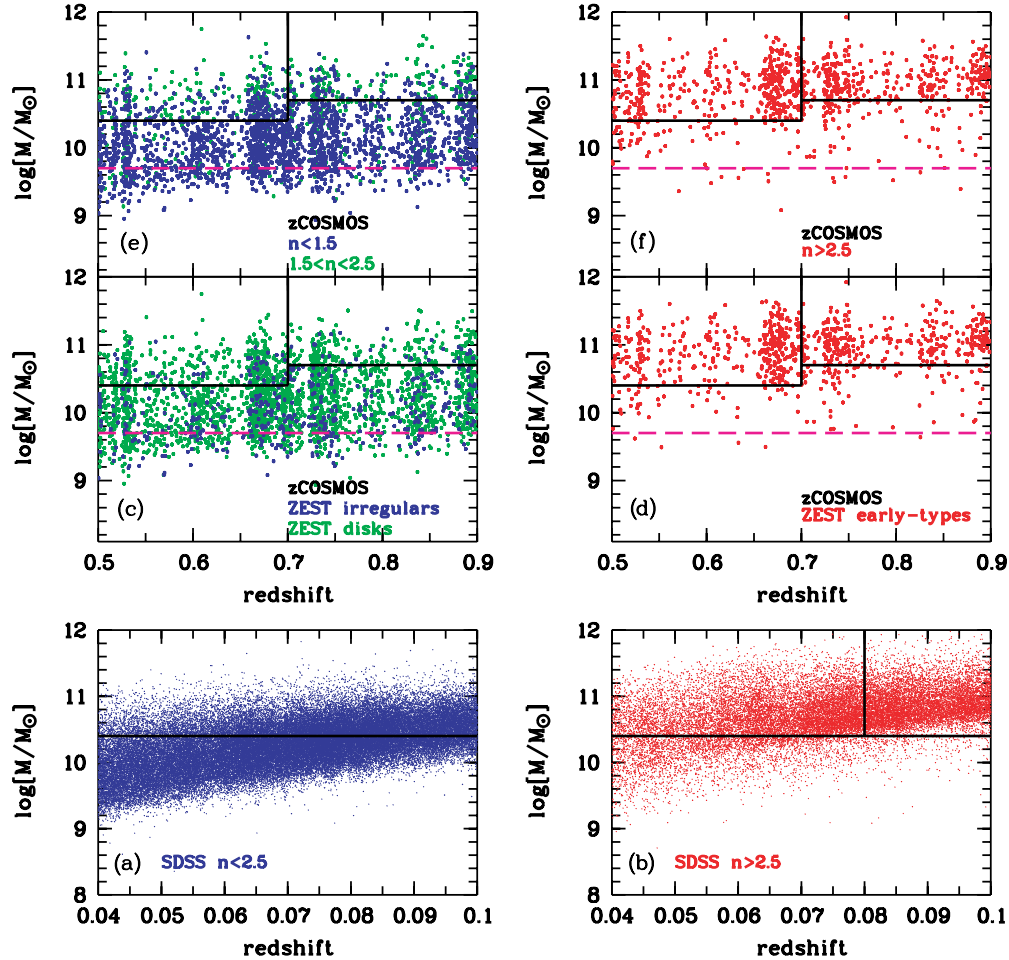 12
11
10
9
log[M/M⊙]
(e)
zCOSMOS
n<1.5
1.5<n<2.5
12
11
10
9
log[M/M⊙]
(f)
zCOSMOS
n>2.5
12
11
10
9
log[M/M⊙]
(c)
zCOSMOS
ZEST irregulars
ZEST disks
0.5 0.6 0.7 0.8 0.9
redshift
12
11
10
9
log[M/M⊙]
(d)
zCOSMOS
ZEST early-types
0.5 0.6 0.7 0.8 0.9
redshift
12
11
10
9
8
log[M/M⊙]
(a) SDSS n<2.5
0.04 0.05 0.06 0.07 0.08 0.09 0.1
redshift
12
11
10
9
8
log[M/M⊙]
(b) SDSS n>2.5
0.04 0.05 0.06 0.07 0.08 0.09 0.1
redshift